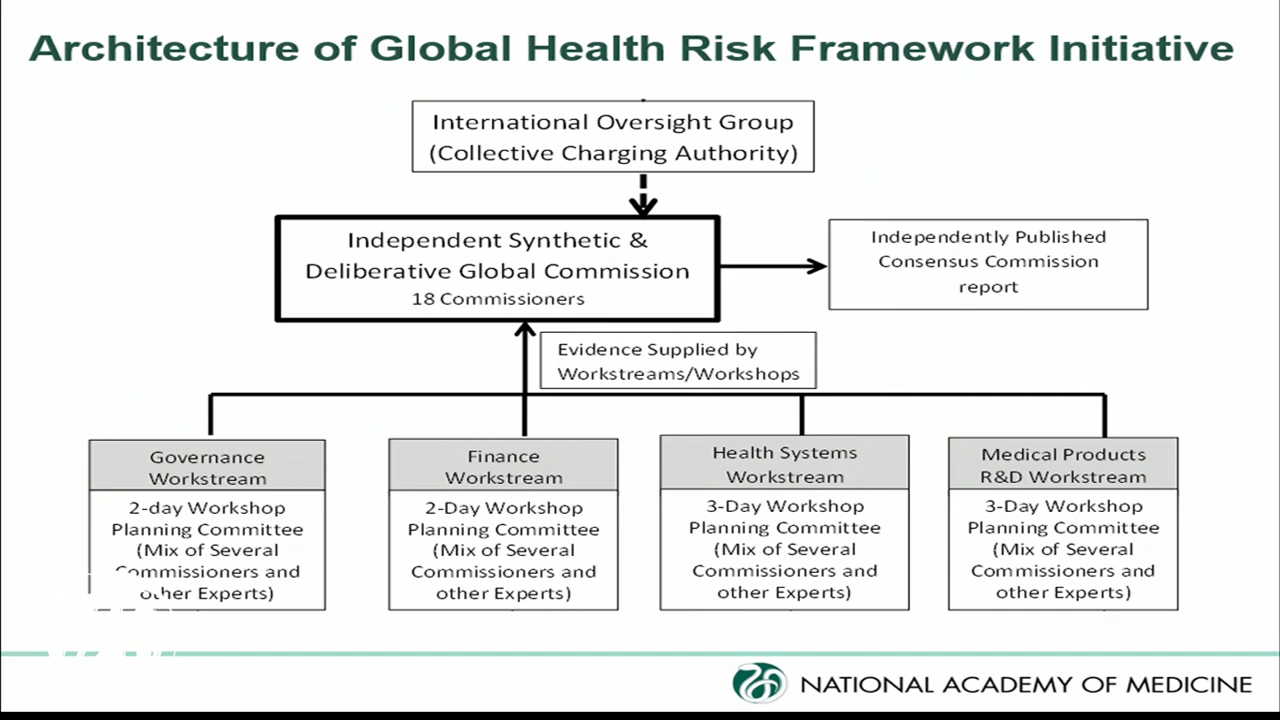 Architecture of Global Health Risk Framework Initiative
International Oversight Group
(Collective Charging Authority)
Independent Synthetic &
Deliberative Global Commission
18 Commissioners
Independently Published
Consensus Commission
report
Evidence Supplied by
Workstreams/Workshops
Governance
Workstream
2-day Workshop
Planning Committee
(Mix of Several
Commissioners and
other Experts)
Finance
Workstream
2-Day Workshop
Planning Committee
(Mix of Several
Commissioners and
other Experts)
Health Systems
Workstream
3-Day Workshop
Planning Committee
(Mix of Several
Commissioners and
other Experts)
Medical Products
R&D Workstream
3-Day Workshop
Planning Committee
(Mix of Several
Commissioners and
other Experts)
NATIONAL ACADEMY OF MEDICINE